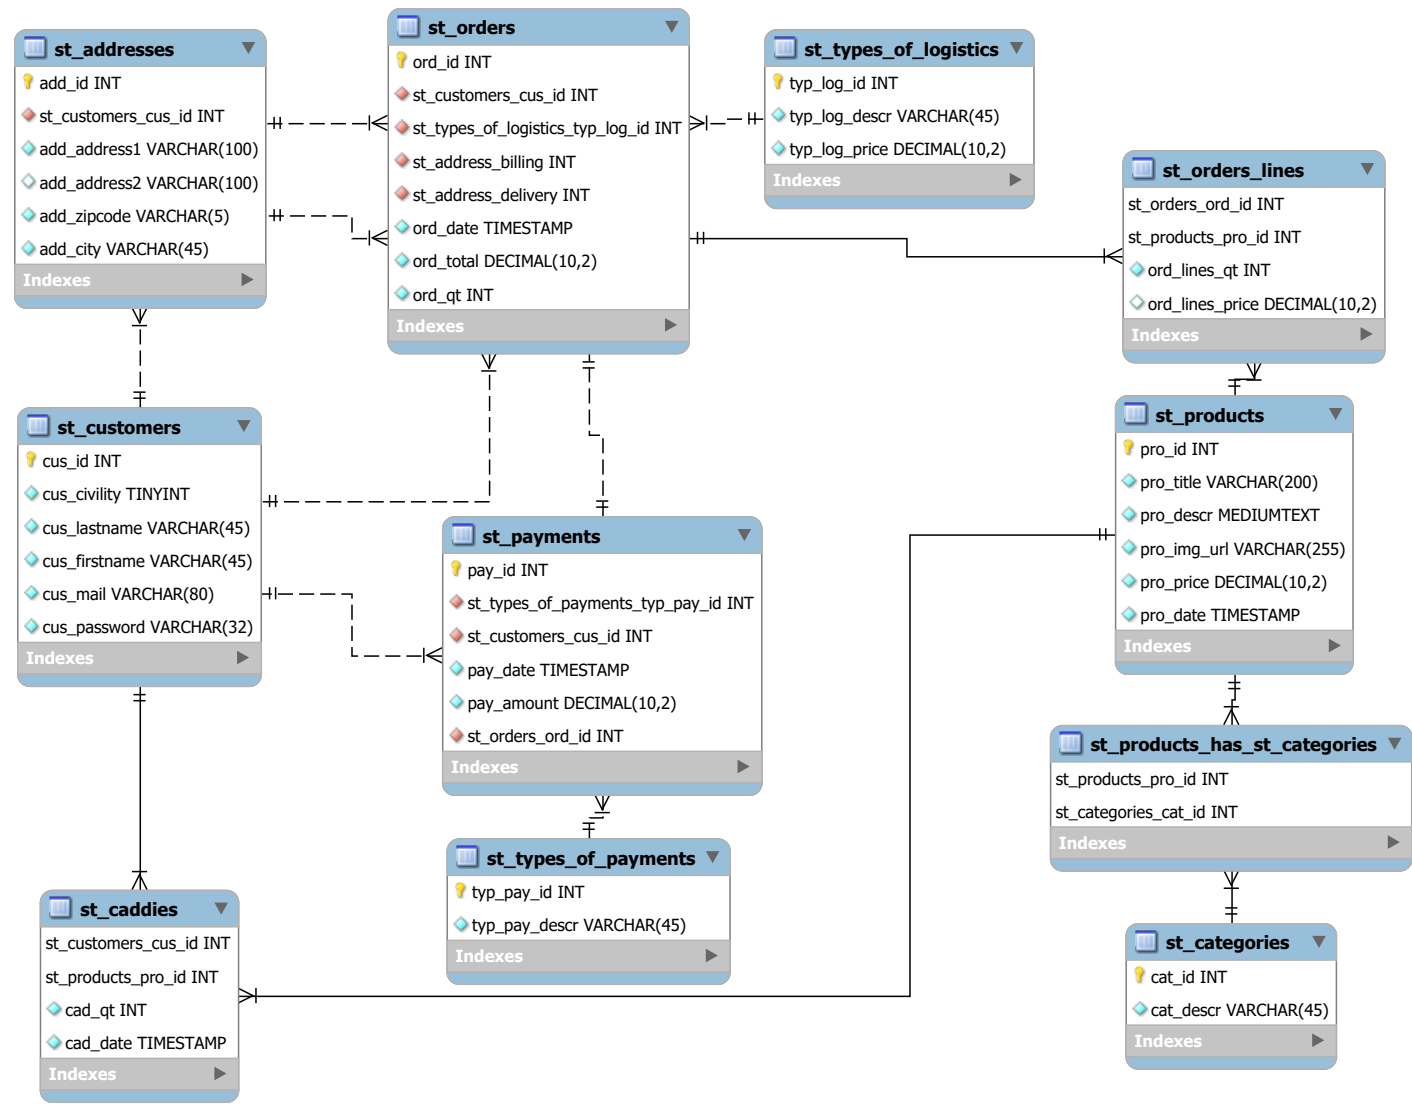 st_addresses
add_id INT
st_customers_cus_id INT
add_address1 VARCHAR(100)
add_address2 VARCHAR(100)
add_zipcode VARCHAR(5)
add_city VARCHAR(45)
Indexes
st_orders
ord_id INT
st_customers_cus_id INT
st_types_of_logistics_typ_log_id INT
st_address_billing INT
st_address_delivery INT
ord_date TIMESTAMP
ord_total DECIMAL(10,2)
ord_qt INT
Indexes
st_types_of_logistics
typ_log_id INT
typ_log_descr VARCHAR(45)
typ_log_price DECIMAL(10,2)
Indexes
st_orders_lines
st_orders_ord_id INT
st_products_pro_id INT
ord_lines_qt INT
ord_lines_price DECIMAL(10,2)
Indexes
st_customers
cus_id INT
cus_civility TINYINT
cus_lastname VARCHAR(45)
cus_firstname VARCHAR(45)
cus_mail VARCHAR(80)
cus_password VARCHAR(32)
Indexes
st_payments
pay_id INT
st_types_of_payments_typ_pay_id INT
st_customers_cus_id INT
pay_date TIMESTAMP
pay_amount DECIMAL(10,2)
st_orders_ord_id INT
Indexes
st_products
pro_id INT
pro_title VARCHAR(200)
pro_descr MEDIUMTEXT
pro_img_url VARCHAR(255)
pro_price DECIMAL(10,2)
pro_date TIMESTAMP
Indexes
st_products_has_st_categories
st_products_pro_id INT
st_categories_cat_id INT
Indexes
st_types_of_payments
typ_pay_id INT
typ_pay_descr VARCHAR(45)
Indexes
st_caddies
st_customers_cus_id INT
st_products_pro_id INT
cad_qt INT
cad_date TIMESTAMP
Indexes
st_categories
cat_id INT
cat_descr VARCHAR(45)
Indexes